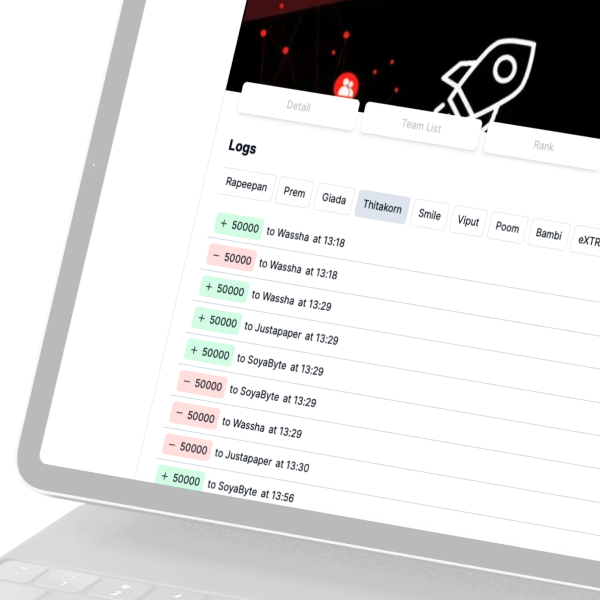 Detail
Team List
Rank
Logs
Rapeepan Prem Giada Thitakorn Smile Viput Poom Bambi eXTR
+ 50000 to Wassha at 13:18
− 50000 to Wassha at 13:18
+ 50000 to Wassha at 13:29
+ 50000 to Justapaper at 13:29
+ 50000 to SoyaByte at 13:29
− 50000 to SoyaByte at 13:29
− 50000 to Wassha at 13:29
− 50000 to Justapaper at 13:30
+ 50000 to SoyaByte at 13:56